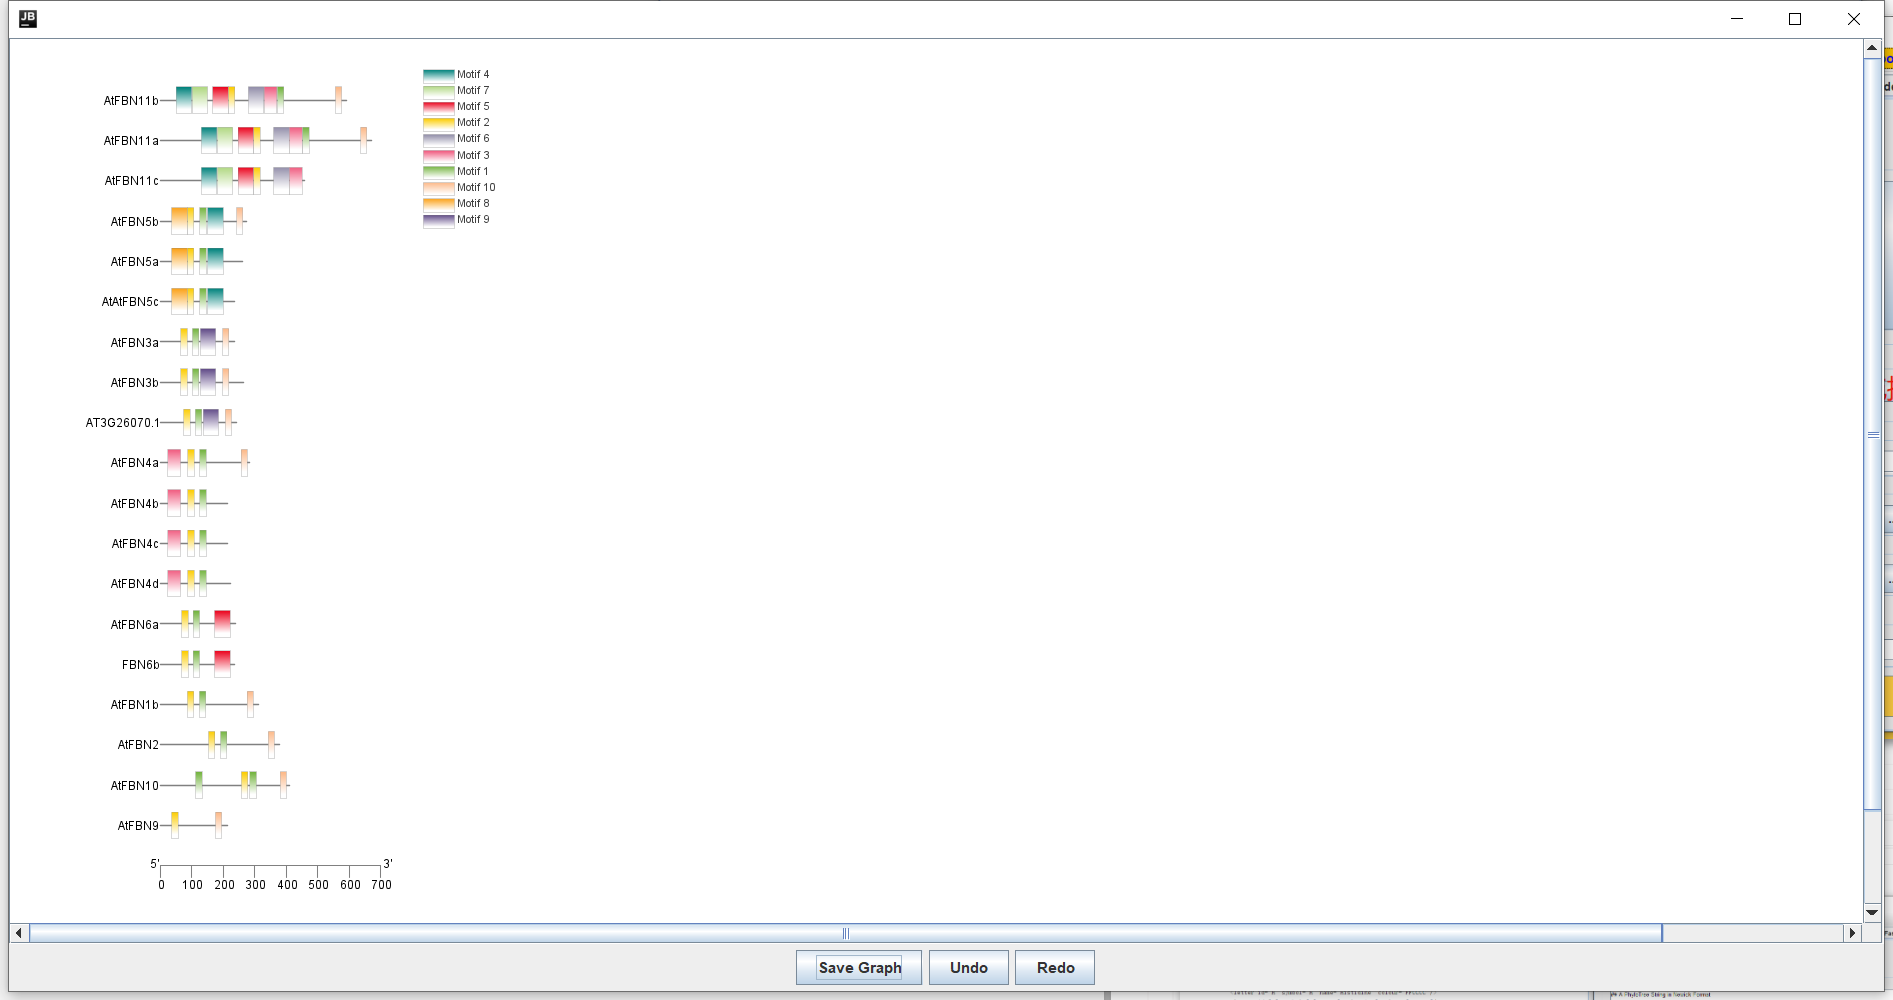 JB
AtFBN11b
AtFBN11a
AtFBN11c
AtFBN5b
AtFBN5a
AtAtFBN5c
AtFBN3a
AtFBN3b
AT3G26070.1
AtFBN4a
AtFBN4b
AtFBN4c
AtFBN4d
AtFBN6a
FBN6b
AtFBN1b
AtFBN2
AtFBN10
AtFBN9
Motif 4
Motif 7
Motif 5
Motif 2
Motif 6
Motif 3
Motif 1
Motif 10
Motif 8
Motif 9
5' 3'
0 100 200 300 400 500 600 700
Save Graph Undo Redo